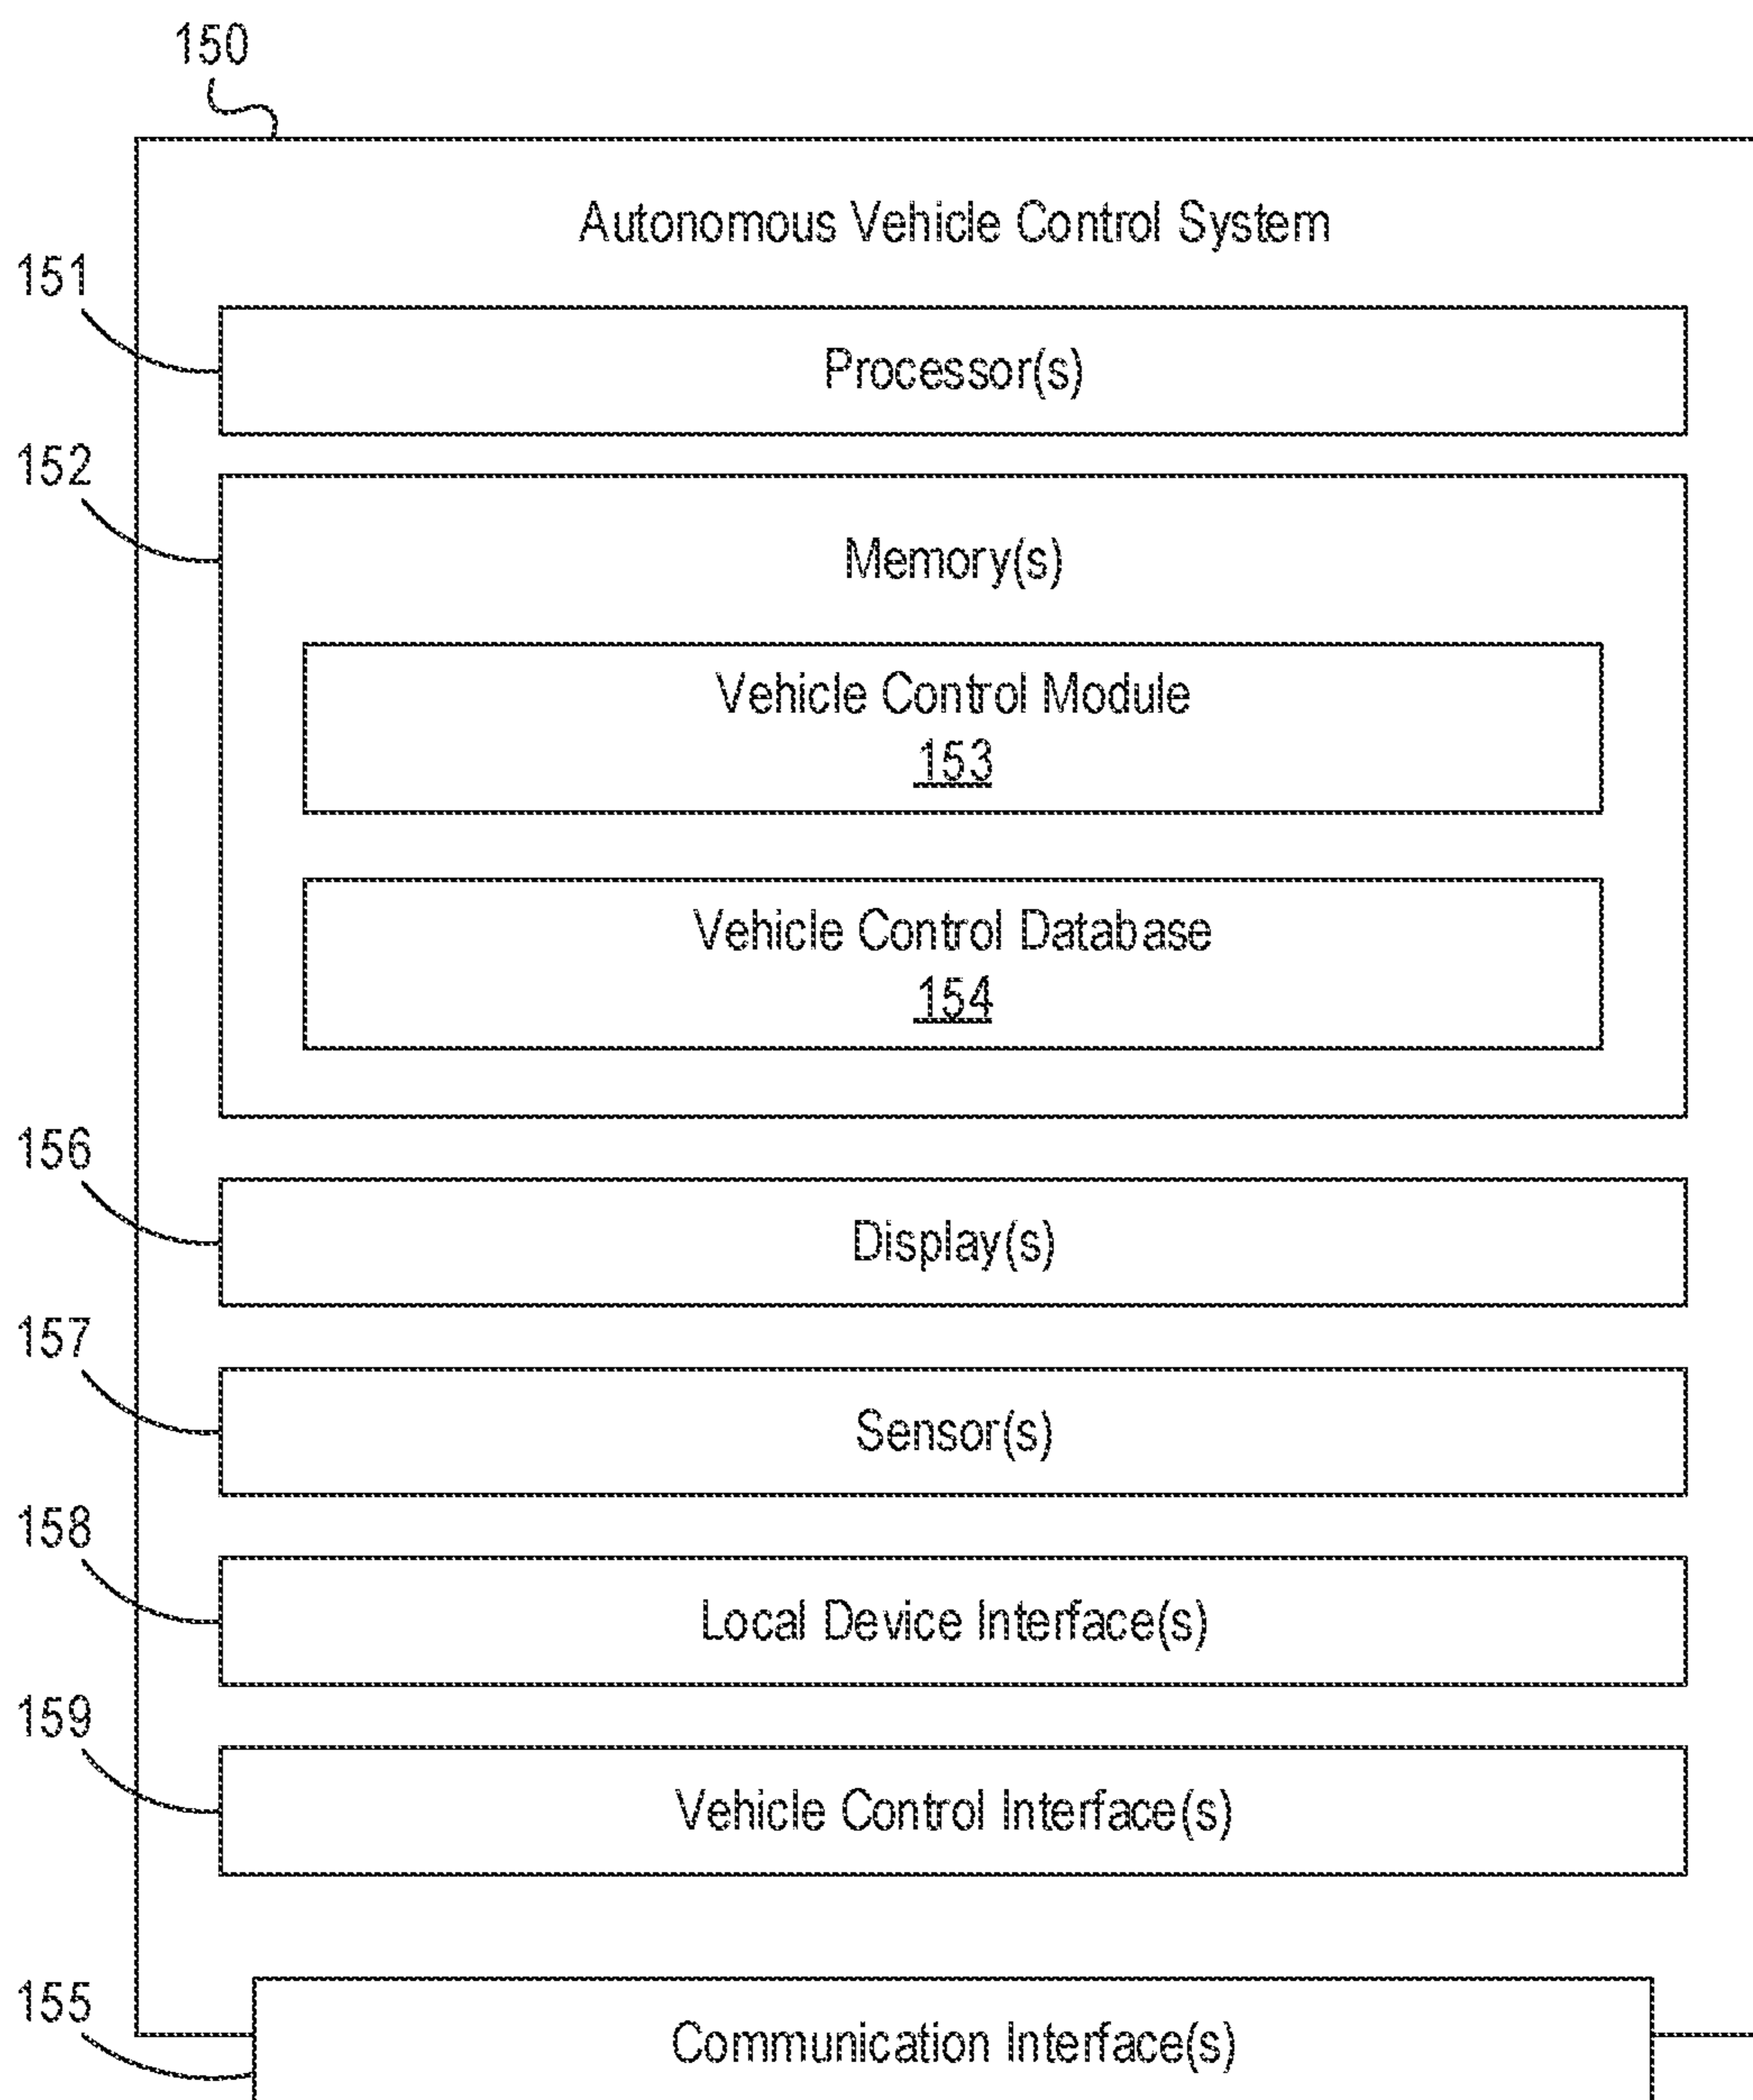 150
Autonomous Vehicle Control System
151
Processor(s)
152
Memory(s)
Vehicle Control Module
153
Vehicle Control Database
154
156
Display(s)
157
Sensor(s)
158
Local Device Interface(s)
159
Vehicle Control Interface(s)
155
Communication Interface(s)